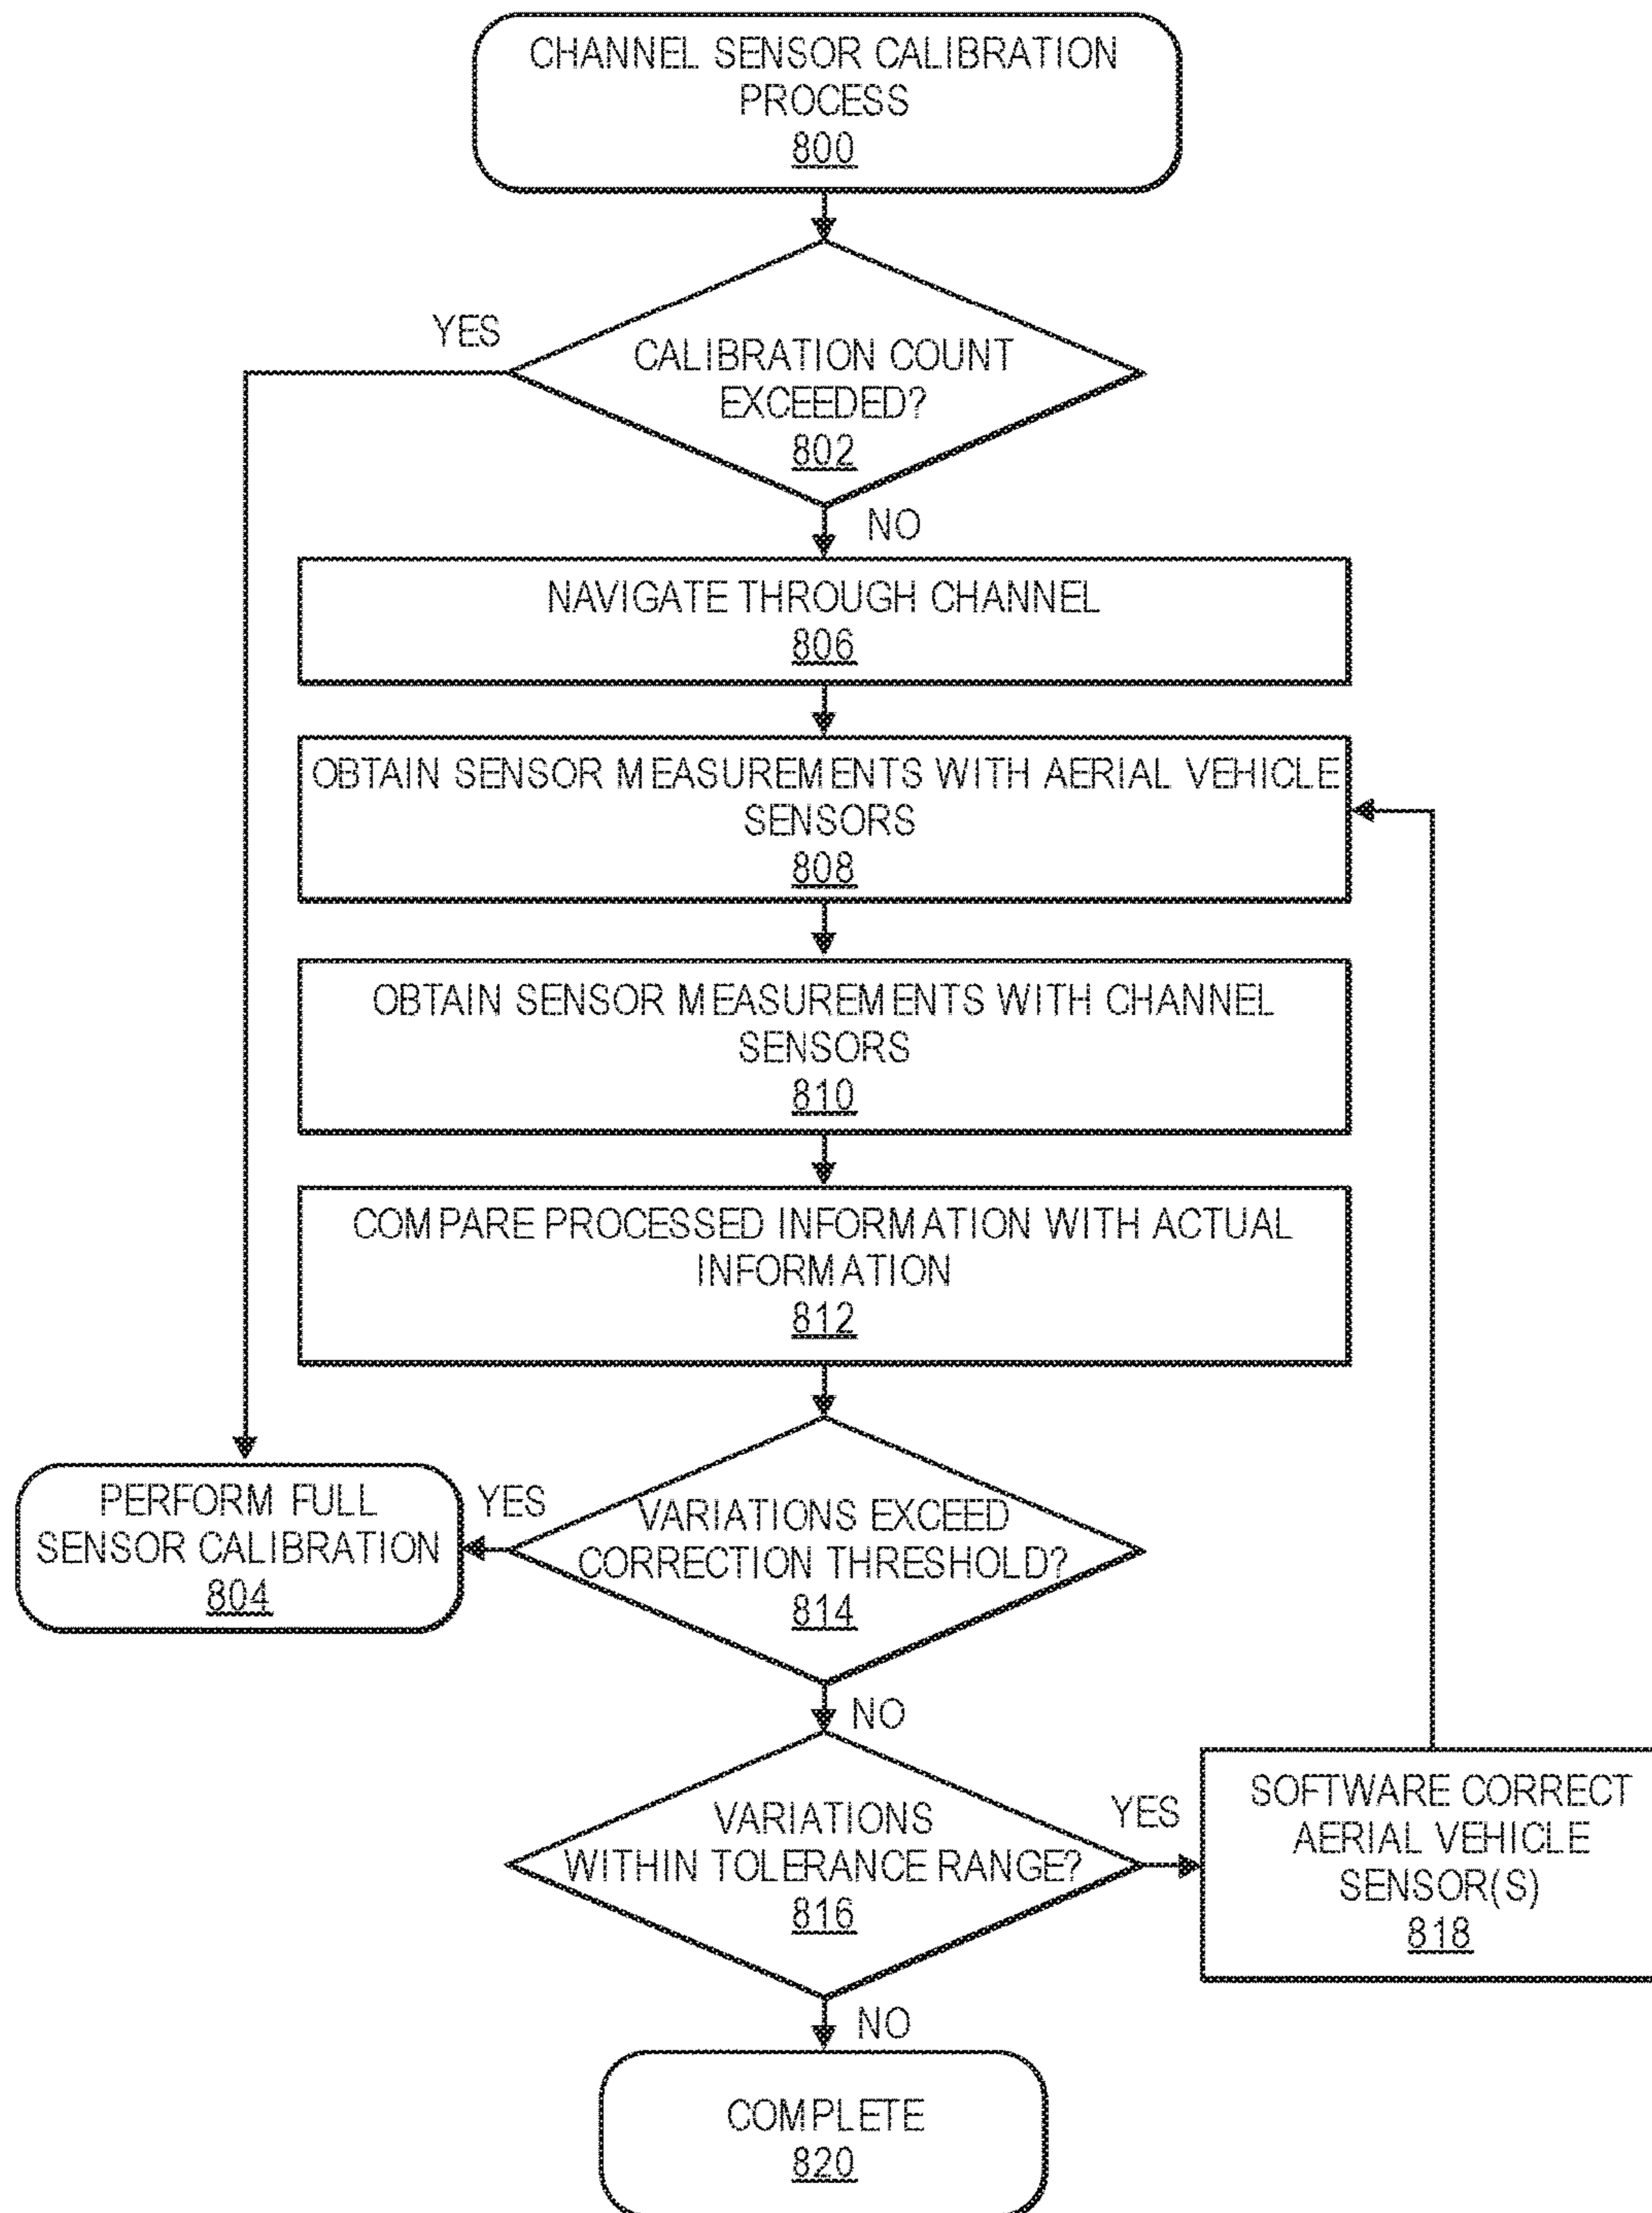 CHANNEL SENSOR CALIBRATION
PROCESS
800
YES
CALIBRATION COUNT
EXCEEDED?
802
NO
NAVIGATE THROUGH CHANNEL
806
OBTAIN SENSOR MEASUREMENTS WITH AERIAL VEHICLE
SENSORS
808
OBTAIN SENSOR MEASUREMENTS WITH CHANNEL
SENSORS
810
COMPARE PROCESSED INFORMATION WITH ACTUAL
INFORMATION
812
PERFORM FULL
SENSOR CALIBRATION
804
YES
VARIATIONS EXCEED
CORRECTION THRESHOLD?
814
NO
VARIATIONS
WITHIN TOLERANCE RANGE?
816
YES
SOFTWARE CORRECT
AERIAL VEHICLE
SENSOR(S)
818
NO
COMPLETE
820